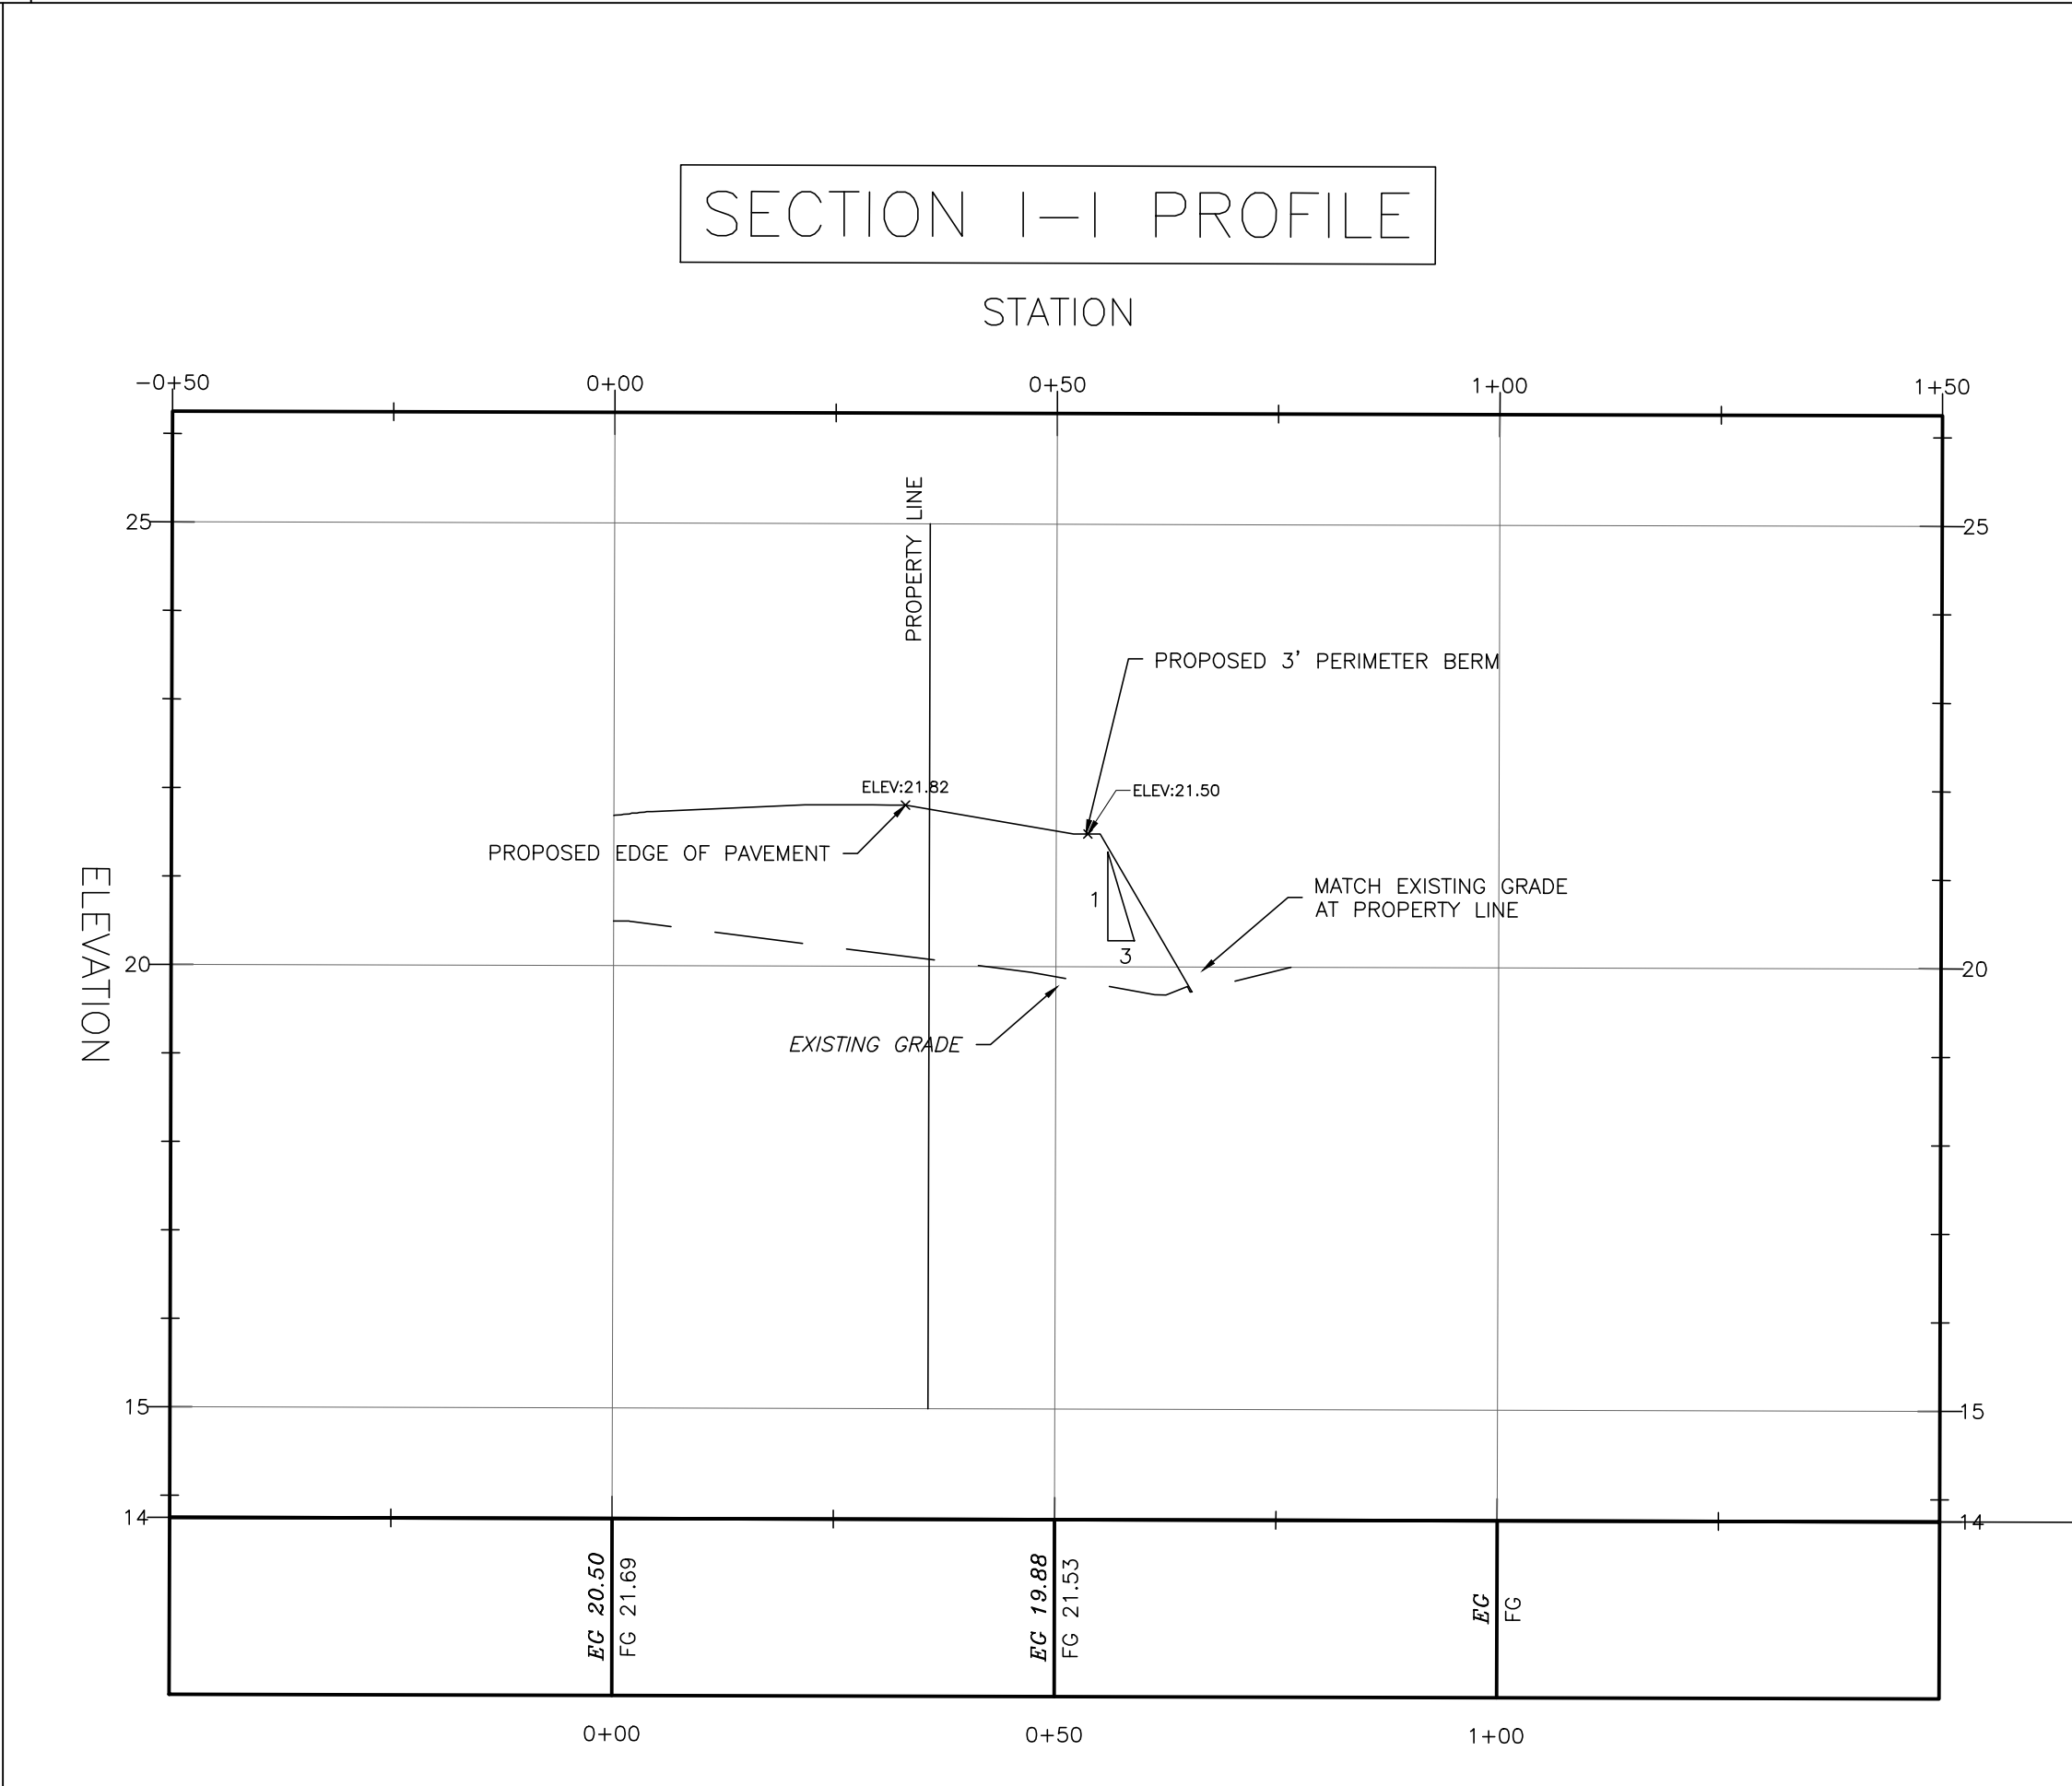 SECTION I-I PROFILE
STATION
-0+50 0+00 0+50 1+00 1+50
25 25
PROPERTY LINE
PROPOSED 3' PERIMETER BERM
ELEV:21.82
ELEV:21.50
PROPOSED EDGE OF PAVEMENT
MATCH EXISTING GRADE
AT PROPERTY LINE
1
3
ELEVATION
20 20
EXISTING GRADE
15 15
14 14
EG 20.50
FG 21.69
EG 19.88
FG 21.53
EG
FG
0+00 0+50 1+00